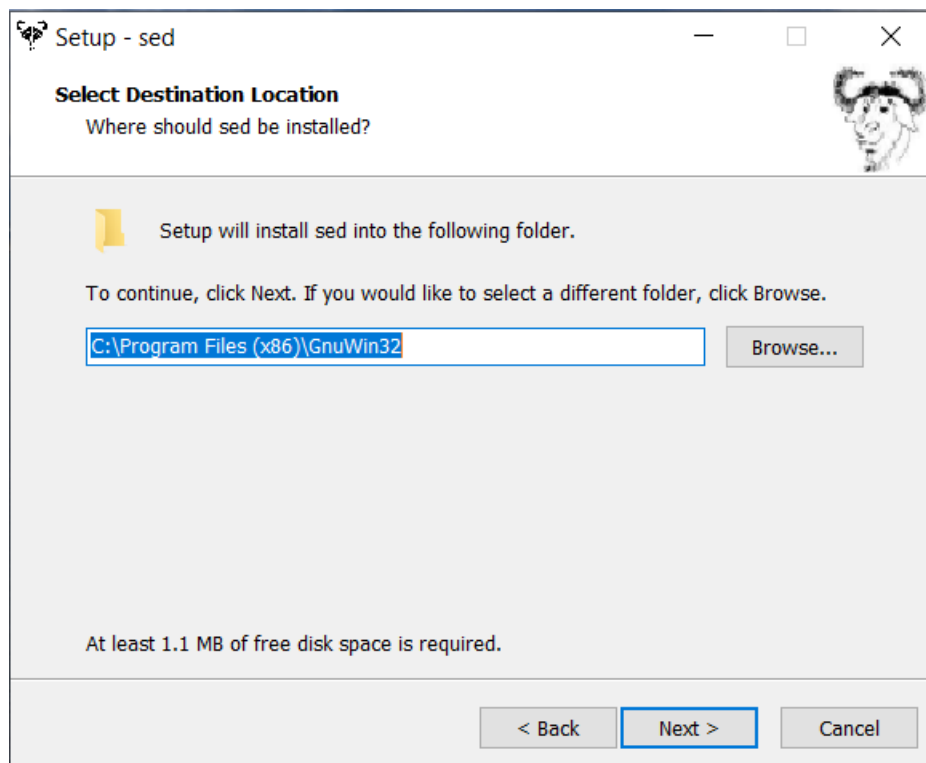 Setup - sed
Select Destination Location
Where should sed be installed?
Setup will install sed into the following folder.
To continue, click Next. If you would like to select a different folder, click Browse.
C:\Program Files (x86)\GnuWin32
Browse...
At least 1.1 MB of free disk space is required.
< Back
Next >
Cancel